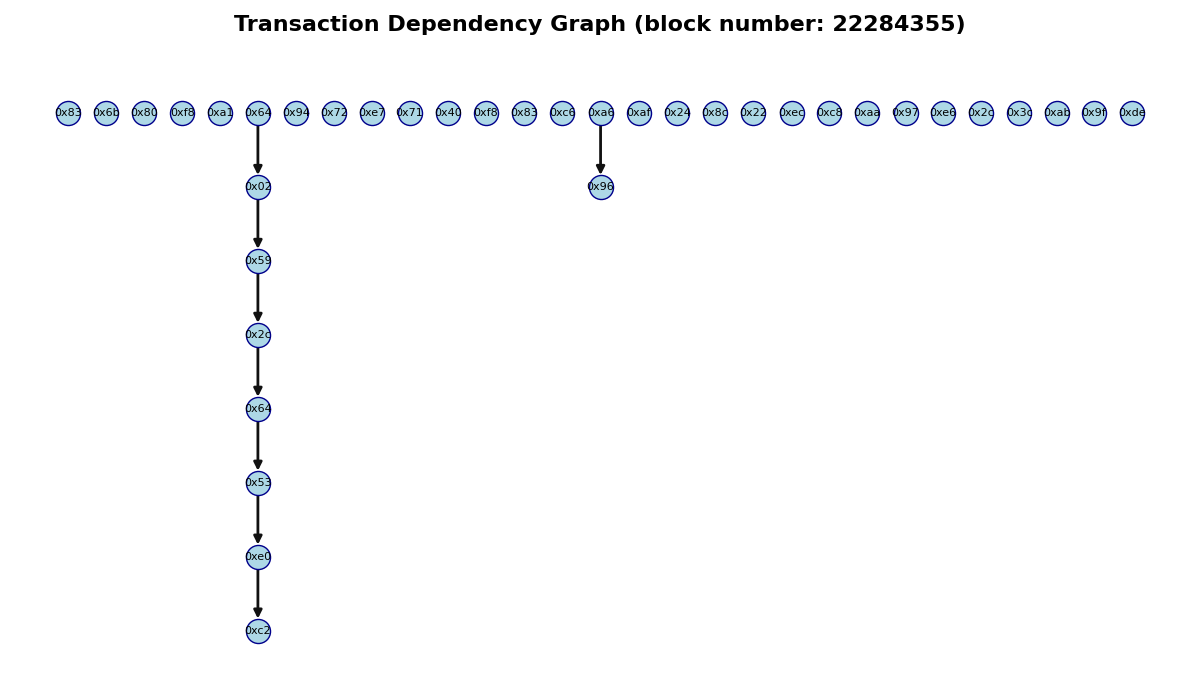 Transaction Dependency Graph (block number: 22284355)
0x83 0x6b 0x80 0xf8 0xa1 0x64 0x94 0x72 0xe7 0x71 0x40 0xf8 0x83 0xc6 0xa6 0xaf 0x24 0x8c 0x22 0xec 0xc8 0xaa 0x97 0xe6 0x2c 0x3c 0xab 0x9f 0xde
0x02 0x96
0x59
0x2c
0x64
0x53
0xe0
0xc2